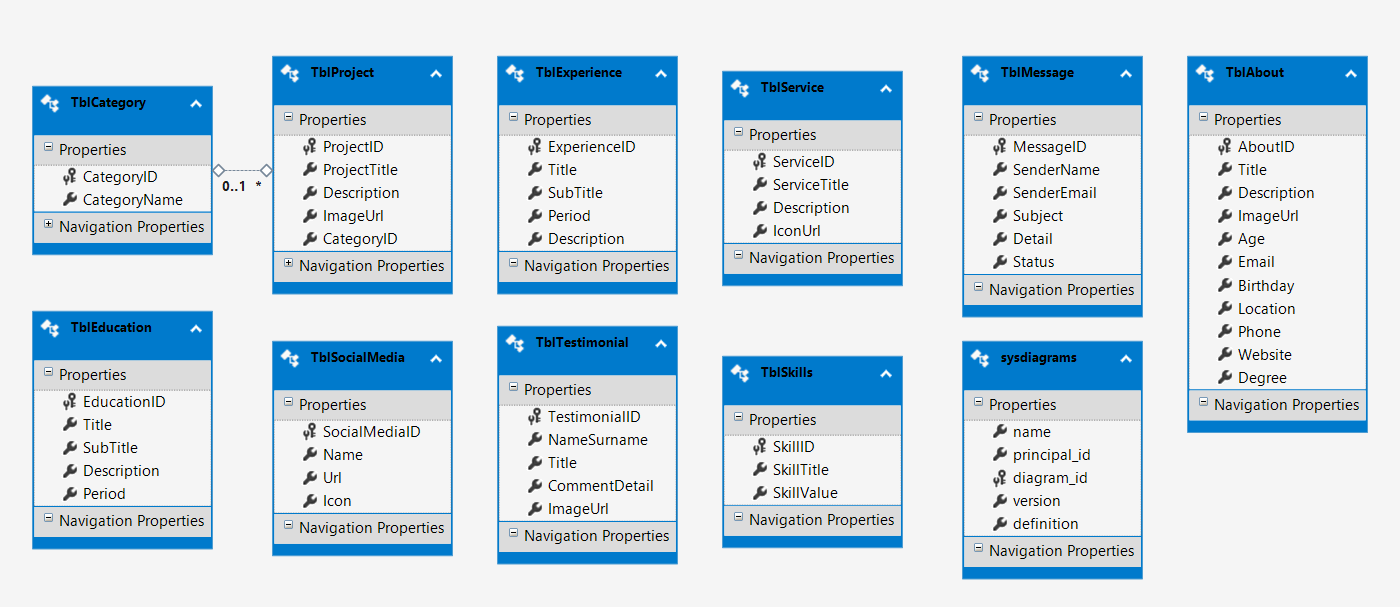 TblCategory
Properties
CategoryID
CategoryName
Navigation Properties
0..1 *
TblProject
Properties
ProjectID
ProjectTitle
Description
ImageUrl
CategoryID
Navigation Properties
TblExperience
Properties
ExperienceID
Title
SubTitle
Period
Description
Navigation Properties
TblService
Properties
ServiceID
ServiceTitle
Description
IconUrl
Navigation Properties
TblMessage
Properties
MessageID
SenderName
SenderEmail
Subject
Detail
Status
Navigation Properties
TblAbout
Properties
AboutID
Title
Description
ImageUrl
Age
Email
Birthday
Location
Phone
Website
Degree
Navigation Properties
TblEducation
Properties
EducationID
Title
SubTitle
Description
Period
Navigation Properties
TblSocialMedia
Properties
SocialMediaID
Name
Url
Icon
Navigation Properties
TblTestimonial
Properties
TestimonialID
NameSurname
Title
CommentDetail
ImageUrl
Navigation Properties
TblSkills
Properties
SkillID
SkillTitle
SkillValue
Navigation Properties
sysdiagrams
Properties
name
principal_id
diagram_id
version
definition
Navigation Properties